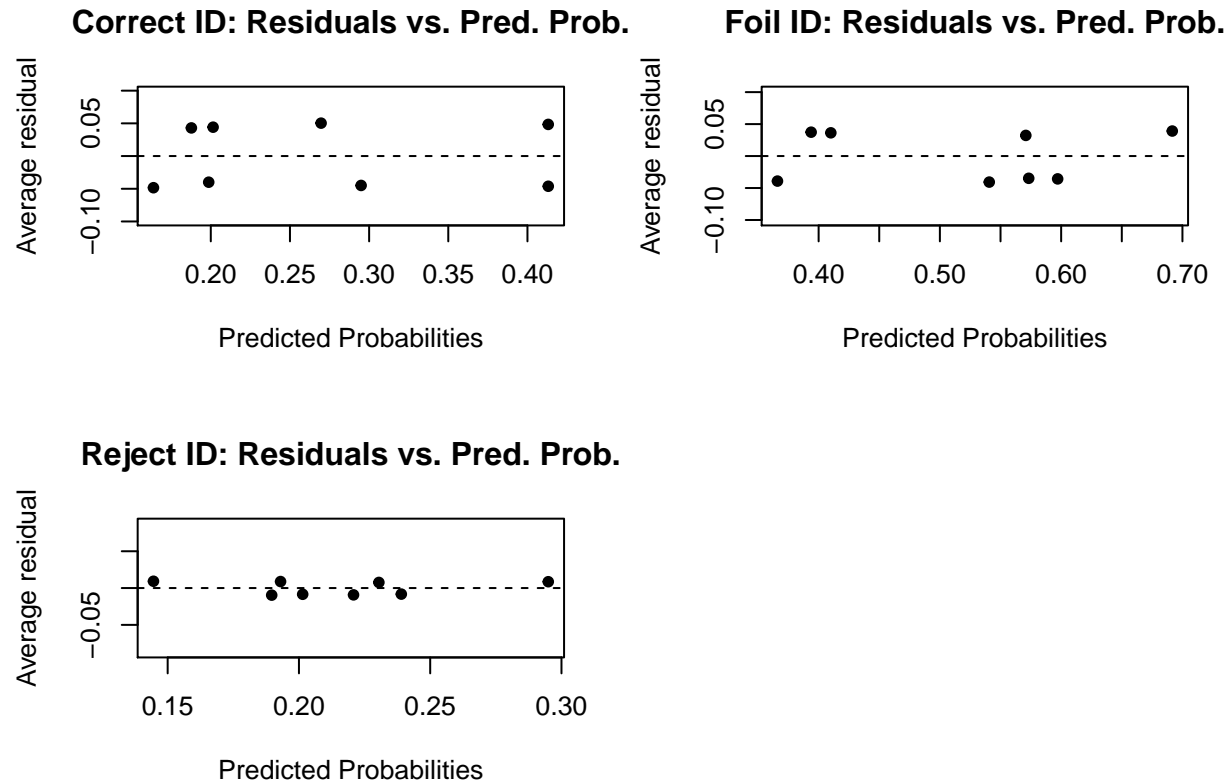 Correct ID: Residuals vs. Pred. Prob.
Average residual
0.05
−0.10
0.20 0.25 0.30 0.35 0.40
Predicted Probabilities
Foil ID: Residuals vs. Pred. Prob.
Average residual
0.05
−0.10
0.40 0.50 0.60 0.70
Predicted Probabilities
Reject ID: Residuals vs. Pred. Prob.
Average residual
−0.05
0.15 0.20 0.25 0.30
Predicted Probabilities